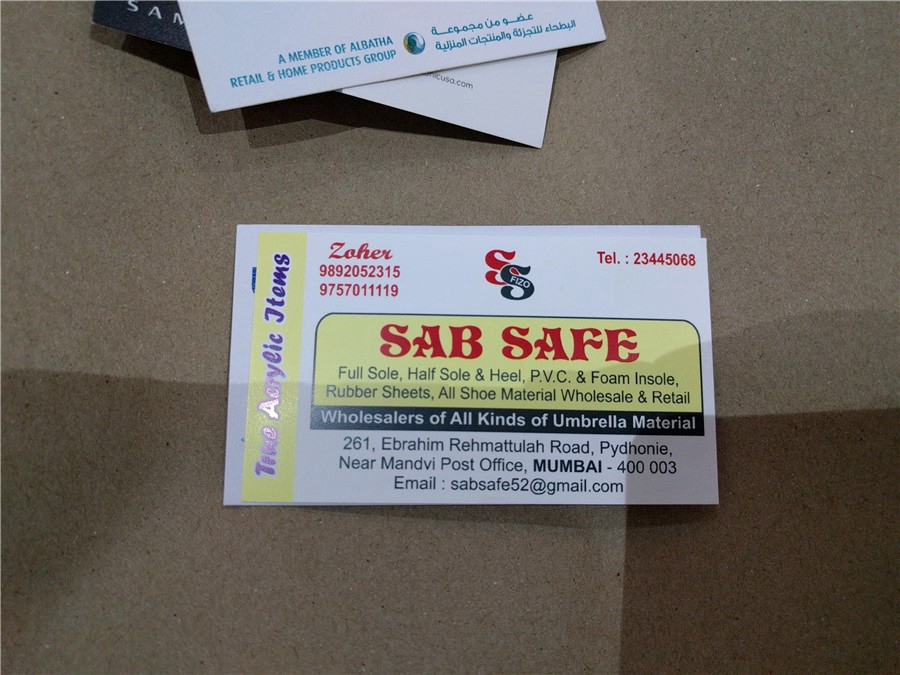 SAM
A MEMBER OF ALBATHA
RETAIL & HOME PRODUCTS GROUP
عضو من مجموعة
البطحاء للتجزئة والمنتجات المنزلية
Zoher
9892052315
9757011119
S
S FIZO
Tel. : 23445068
True Acrylic Items
SAB SAFE
Full Sole, Half Sole & Heel, P.V.C. & Foam Insole,
Rubber Sheets, All Shoe Material Wholesale & Retail
Wholesalers of All Kinds of Umbrella Material
261, Ebrahim Rehmattulah Road, Pydhonie,
Near Mandvi Post Office, MUMBAI - 400 003
Email : sabsafe52@gmail.com